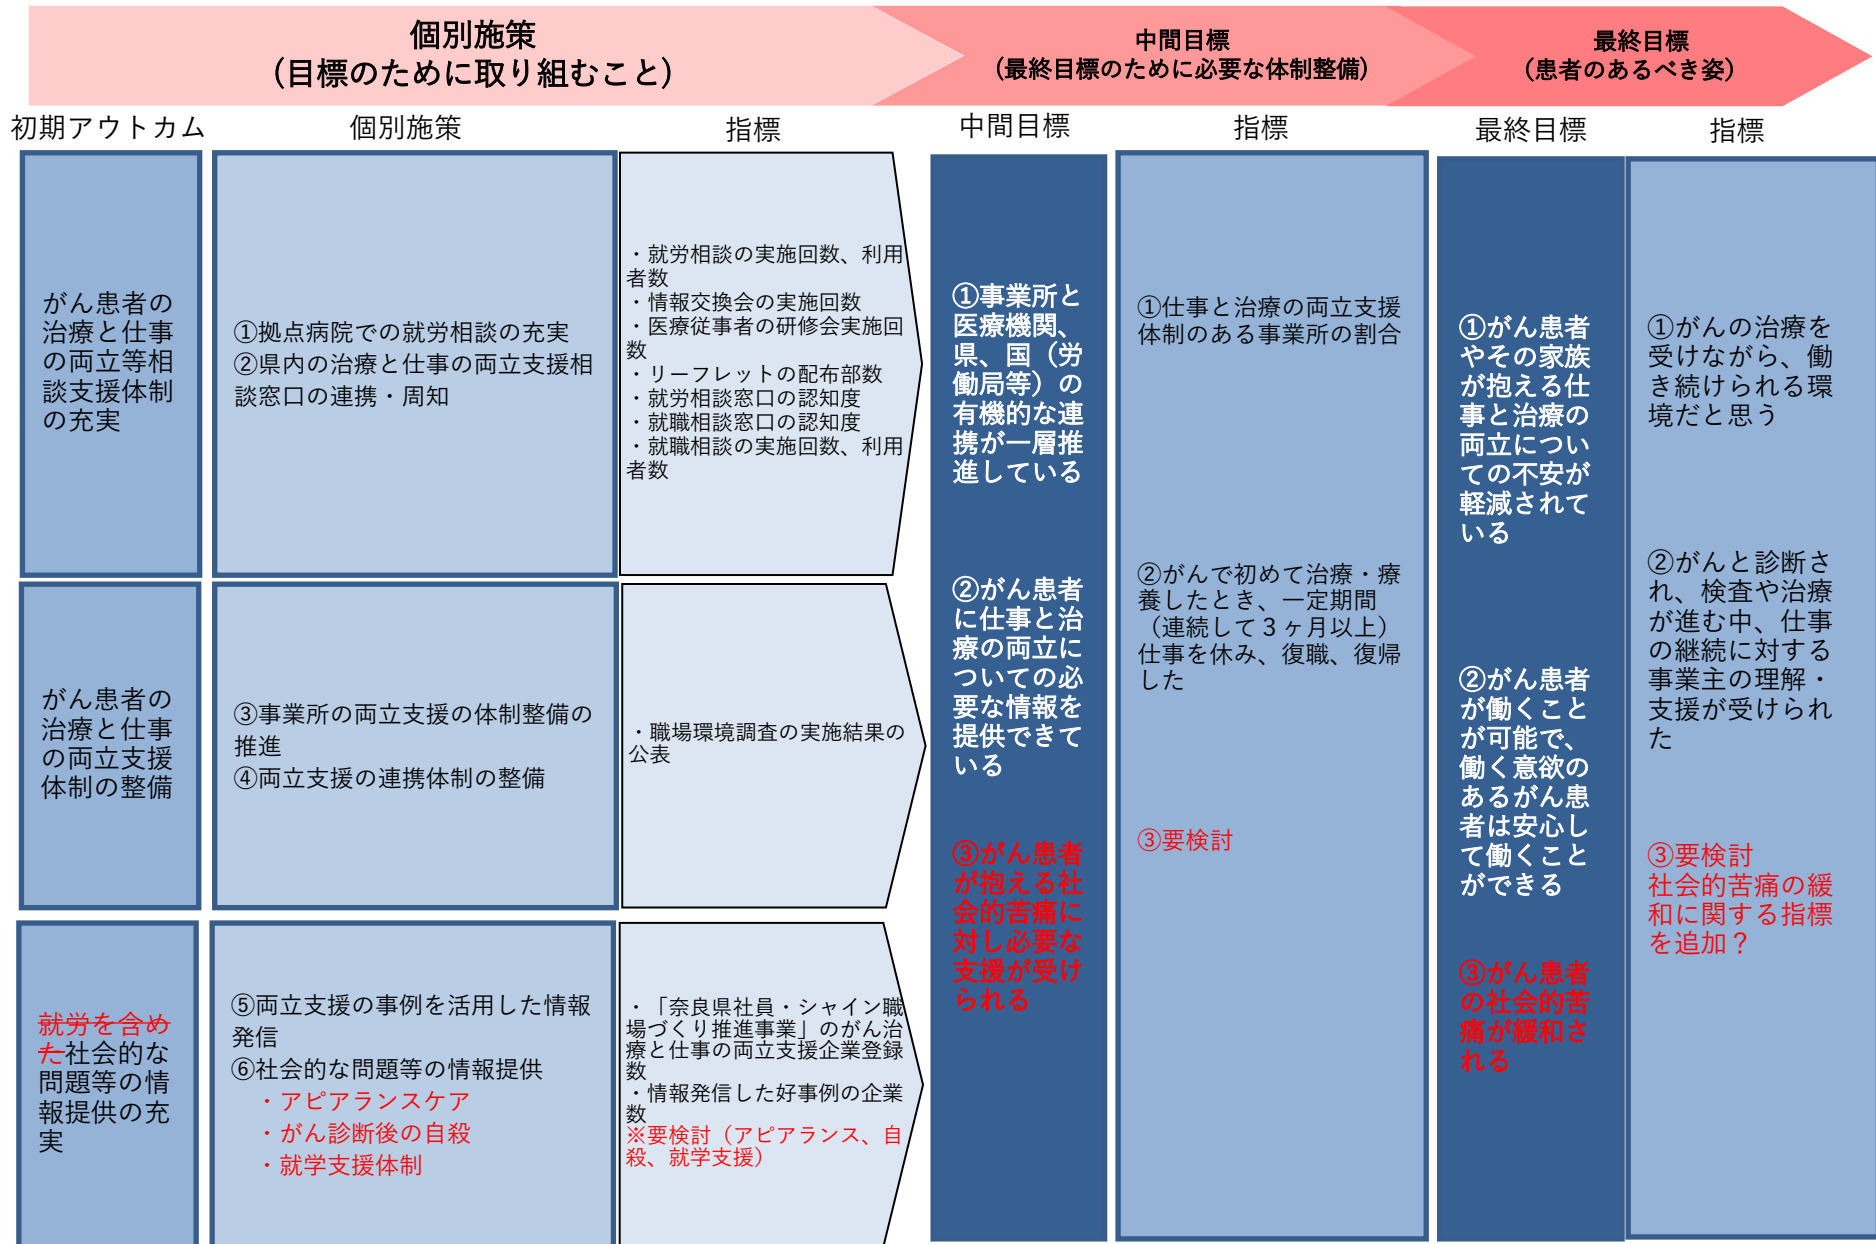 個別施策
（目標のために取り組むこと）
中間目標
（最終目標のために必要な体制整備）
最終目標
（患者のあるべき姿）
初期アウトカム
個別施策
指標
中間目標
指標
最終目標
指標
がん患者の
治療と仕事
の両立等相
談支援体制
の充実
①拠点病院での就労相談の充実
②県内の治療と仕事の両立支援相
談窓口の連携・周知
・就労相談の実施回数、利用
者数
・情報交換会の実施回数
・医療従事者の研修会実施回
数
・リーフレットの配布部数
・就労相談窓口の認知度
・就職相談窓口の認知度
・就職相談の実施回数、利用
者数
がん患者の
治療と仕事
の両立支援
体制の整備
③事業所の両立支援の体制整備の
推進
④両立支援の連携体制の整備
・職場環境調査の実施結果の
公表
就労を含め
た社会的な
問題等の情
報提供の充
実
⑤両立支援の事例を活用した情報
発信
⑥社会的な問題等の情報提供
・アピアランスケア
・がん診断後の自殺
・就学支援体制
・「奈良県社員・シャイン職
場づくり推進事業」のがん治
療と仕事の両立支援企業登録
数
・情報発信した好事例の企業
数
※要検討（アピアランス、自
殺、就学支援）
①事業所と
医療機関、
県、国（労
働局等）の
有機的な連
携が一層推
進している
②がん患者
に仕事と治
療の両立に
ついての必
要な情報を
提供できて
いる
③がん患者
が抱える社
会的苦痛に
対し必要な
支援が受け
られる
①仕事と治療の両立支援
体制のある事業所の割合
②がんで初めて治療・療
養したとき、一定期間
（連続して３ヶ月以上）
仕事を休み、復職、復帰
した
③要検討
①がん患者
やその家族
が抱える仕
事と治療の
両立につい
ての不安が
軽減されて
いる
②がん患者
が働くこと
が可能で、
働く意欲の
あるがん患
者は安心し
て働くこと
ができる
③がん患者
の社会的苦
痛が緩和さ
れる
①がんの治療を
受けながら、働
き続けられる環
境だと思う
②がんと診断さ
れ、検査や治療
が進む中、仕事
の継続に対する
事業主の理解・
支援が受けられ
た
③要検討
社会的苦痛の緩
和に関する指標
を追加？